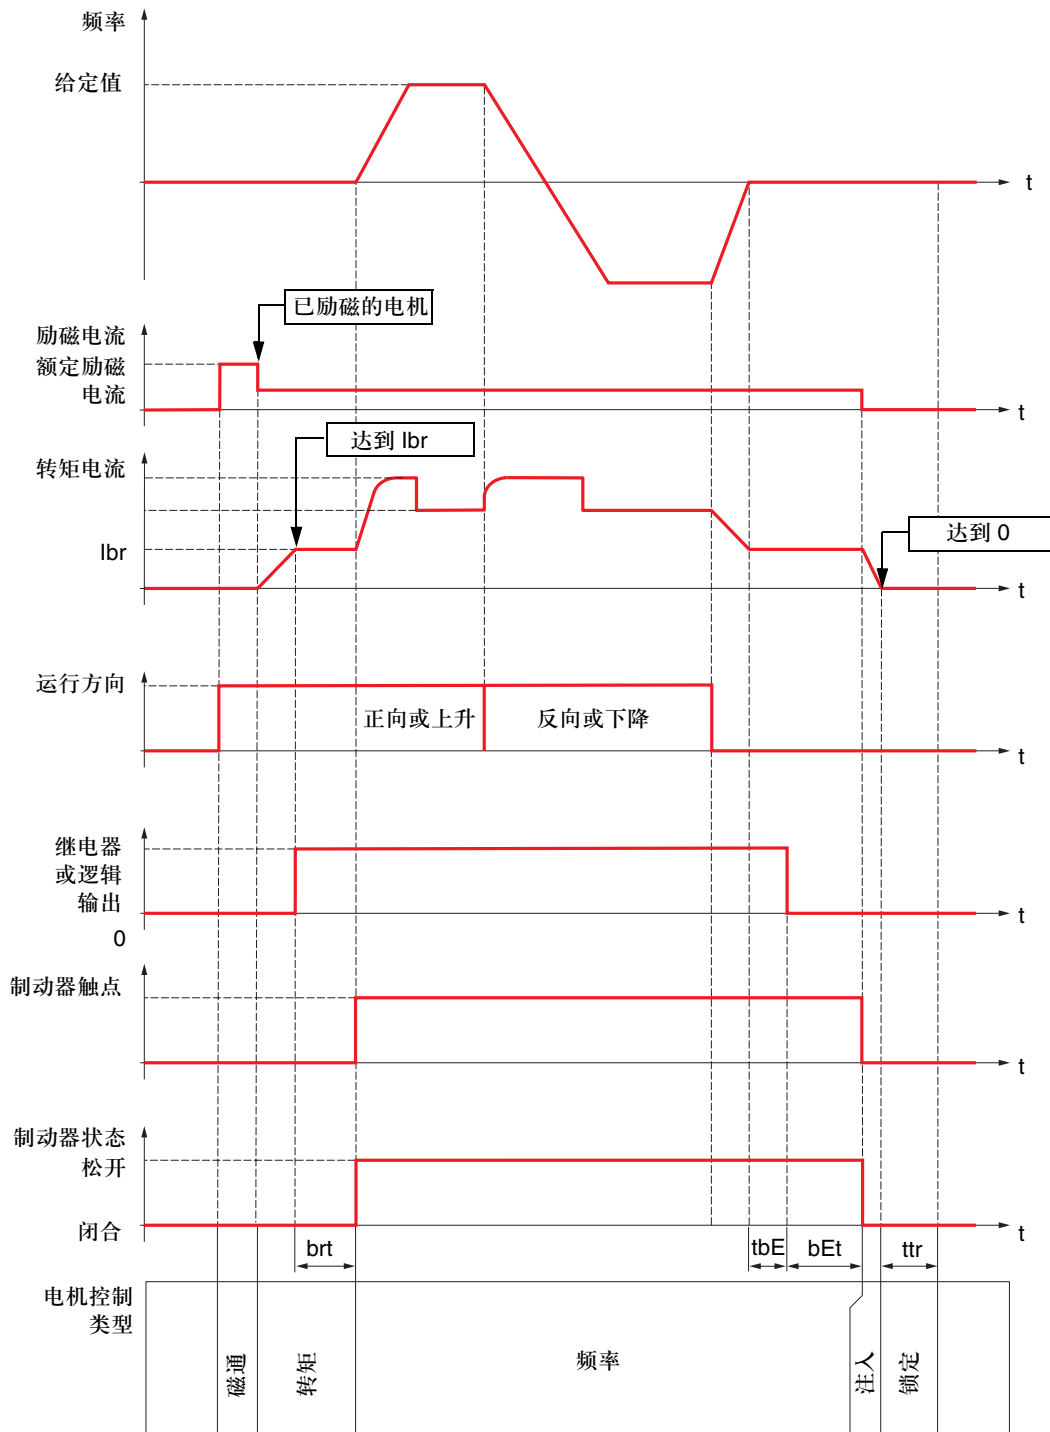 频率
给定值
t
已励磁的电机
励磁电流
额定励磁
电流
t
达到 Ibr
转矩电流
达到 0
Ibr
t
运行方向
正向或上升
反向或下降
t
继电器
或逻辑
输出
t
0
制动器触点
t
制动器状态
松开
闭合
t
brt
tbE
bEt
ttr
电机控制
类型
磁通
转矩
频率
注入
锁定